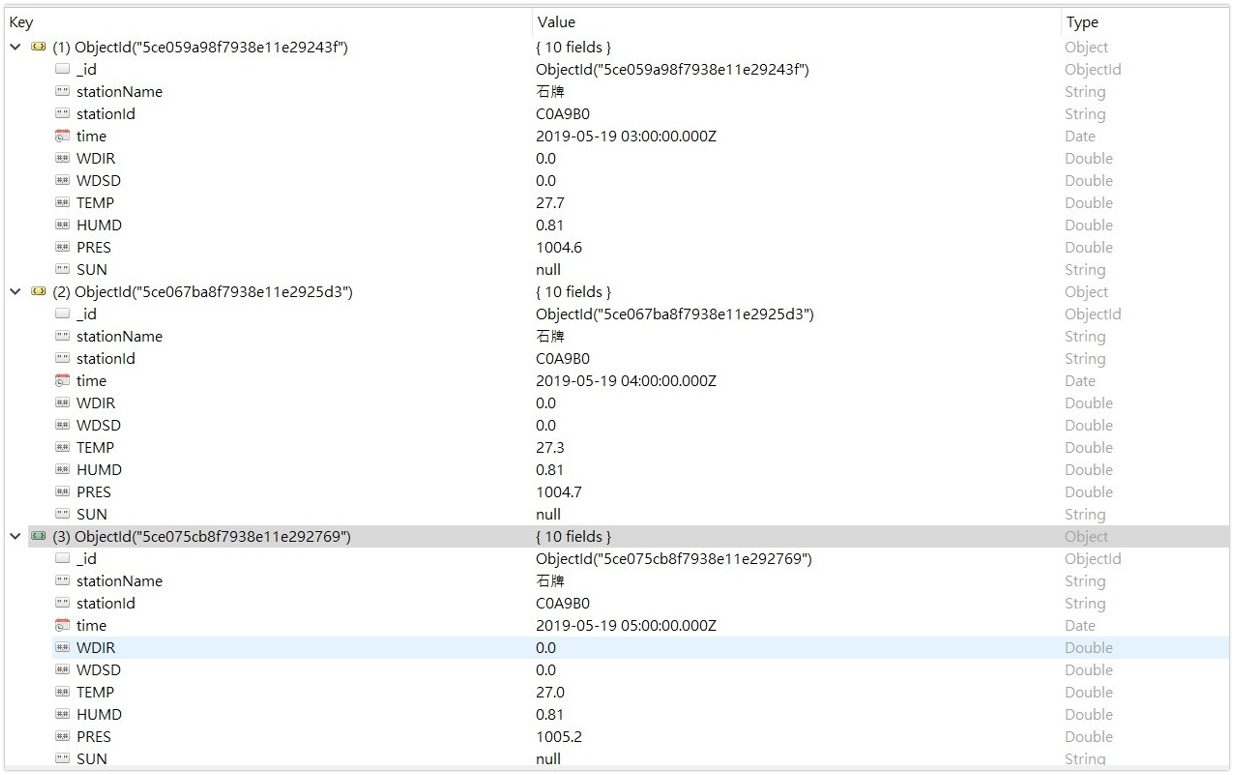 Key Value Type
(1) ObjectId("5ce059a98f7938e11e29243f") { 10 fields } Object
_id ObjectId("5ce059a98f7938e11e29243f") ObjectId
stationName 石牌 String
stationId C0A9B0 String
time 2019-05-19 03:00:00.000Z Date
WDIR 0.0 Double
WDSD 0.0 Double
TEMP 27.7 Double
HUMD 0.81 Double
PRES 1004.6 Double
SUN null String
(2) ObjectId("5ce067ba8f7938e11e2925d3") { 10 fields } Object
_id ObjectId("5ce067ba8f7938e11e2925d3") ObjectId
stationName 石牌 String
stationId C0A9B0 String
time 2019-05-19 04:00:00.000Z Date
WDIR 0.0 Double
WDSD 0.0 Double
TEMP 27.3 Double
HUMD 0.81 Double
PRES 1004.7 Double
SUN null String
(3) ObjectId("5ce075cb8f7938e11e292769") { 10 fields } Object
_id ObjectId("5ce075cb8f7938e11e292769") ObjectId
stationName 石牌 String
stationId C0A9B0 String
time 2019-05-19 05:00:00.000Z Date
WDIR 0.0 Double
WDSD 0.0 Double
TEMP 27.0 Double
HUMD 0.81 Double
PRES 1005.2 Double
SUN null String